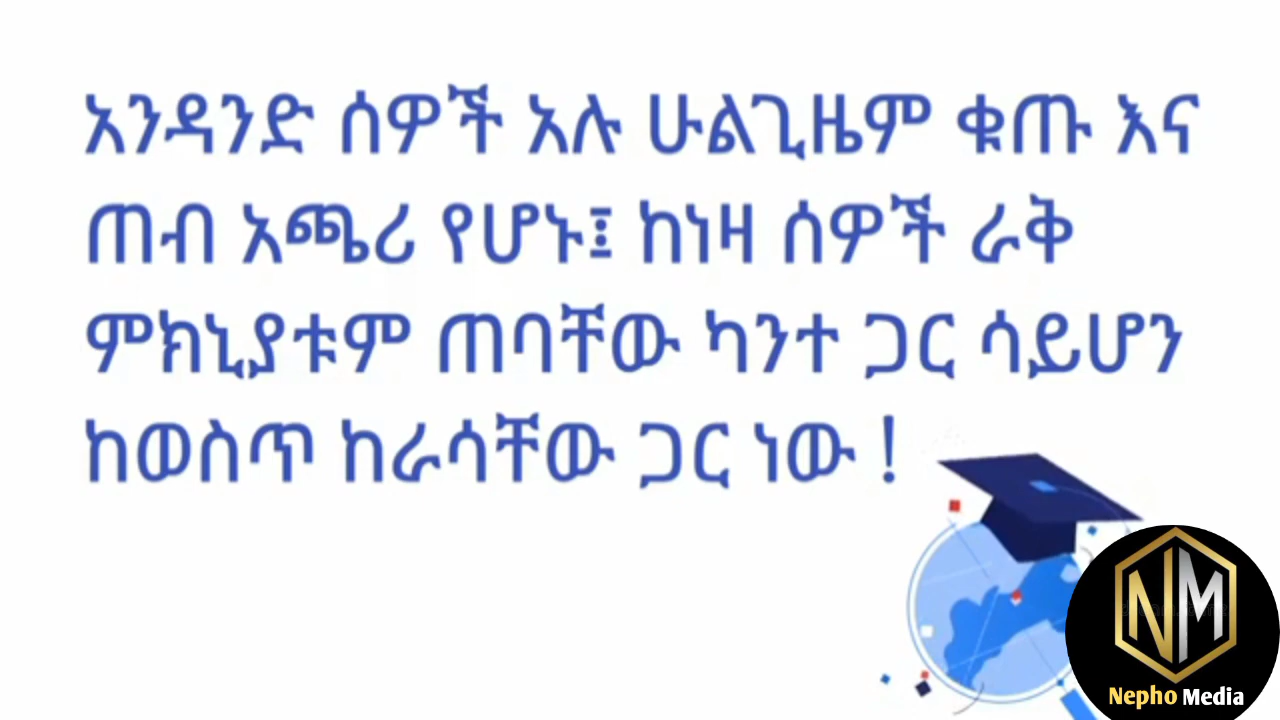 አንዳንድ ሰዎች አሉ ሁልጊዜም ቁጡ እና
ጠብ አጫሪ የሆኑ፤ ከነዛ ሰዎች ራቅ
ምክኒያቱም ጠባቸው ካንተ ጋር ሳይሆን
ከወስጥ ከራሳቸው ጋር ነው !
NM
Nepho Media